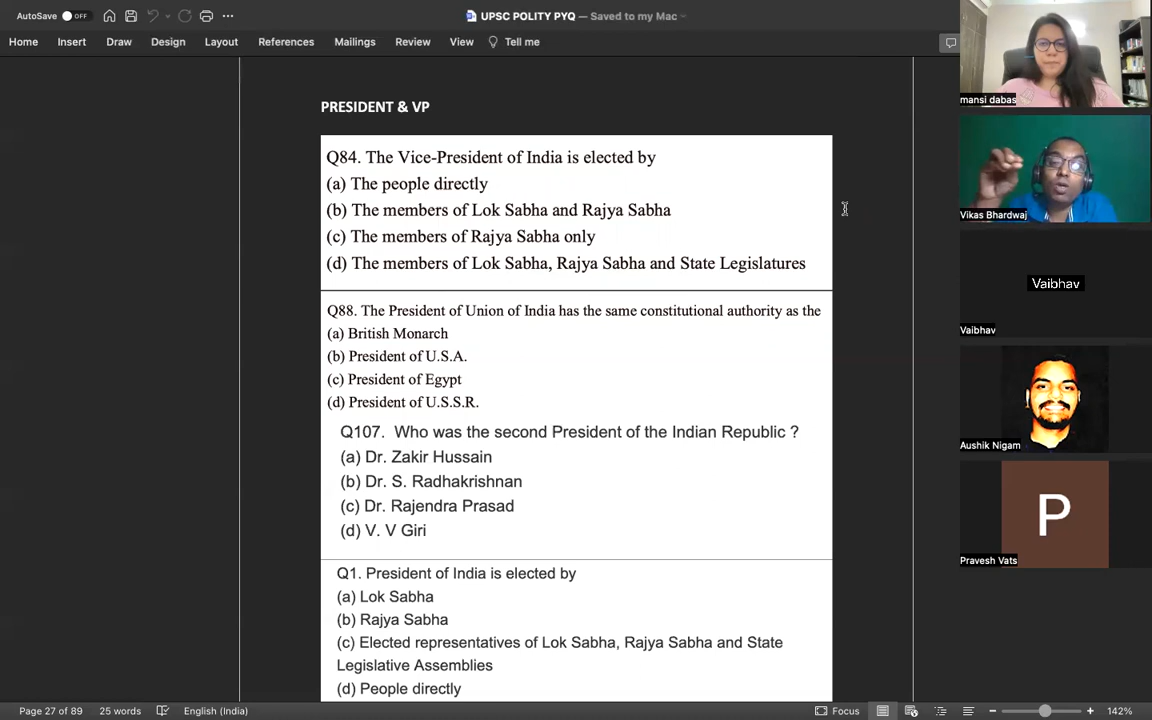 AutoSave OFF
UPSC POLITY PYQ — Saved to my Mac
Home Insert Draw Design Layout References Mailings Review View Tell me
PRESIDENT & VP
Q84. The Vice-President of India is elected by
(a) The people directly
(b) The members of Lok Sabha and Rajya Sabha
(c) The members of Rajya Sabha only
(d) The members of Lok Sabha, Rajya Sabha and State Legislatures
Q88. The President of Union of India has the same constitutional authority as the
(a) British Monarch
(b) President of U.S.A.
(c) President of Egypt
(d) President of U.S.S.R.
Q107. Who was the second President of the Indian Republic ?
(a) Dr. Zakir Hussain
(b) Dr. S. Radhakrishnan
(c) Dr. Rajendra Prasad
(d) V. V Giri
Q1. President of India is elected by
(a) Lok Sabha
(b) Rajya Sabha
(c) Elected representatives of Lok Sabha, Rajya Sabha and State
Legislative Assemblies
(d) People directly
mansi dabas
Vikas Bhardwaj
Vaibhav
Vaibhav
Aushik Nigam
P
Pravesh Vats
Page 27 of 89 25 words English (India) Focus 142%